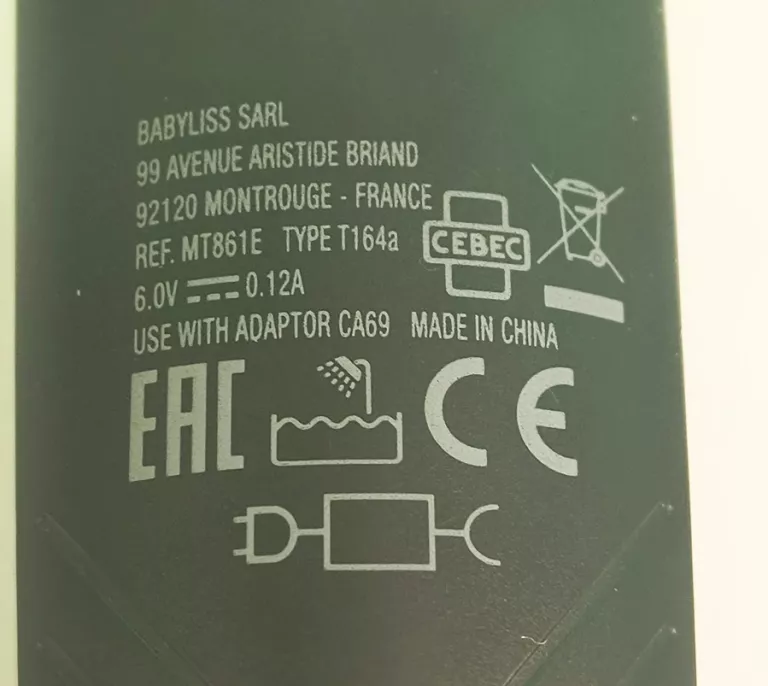 BABYLISS SARL
99 AVENUE ARISTIDE BRIAND
92120 MONTROUGE - FRANCE
REF. MT861E TYPE T164a
CEBEC
6.0V 0.12A
USE WITH ADAPTOR CA69 MADE IN CHINA
EAC CE